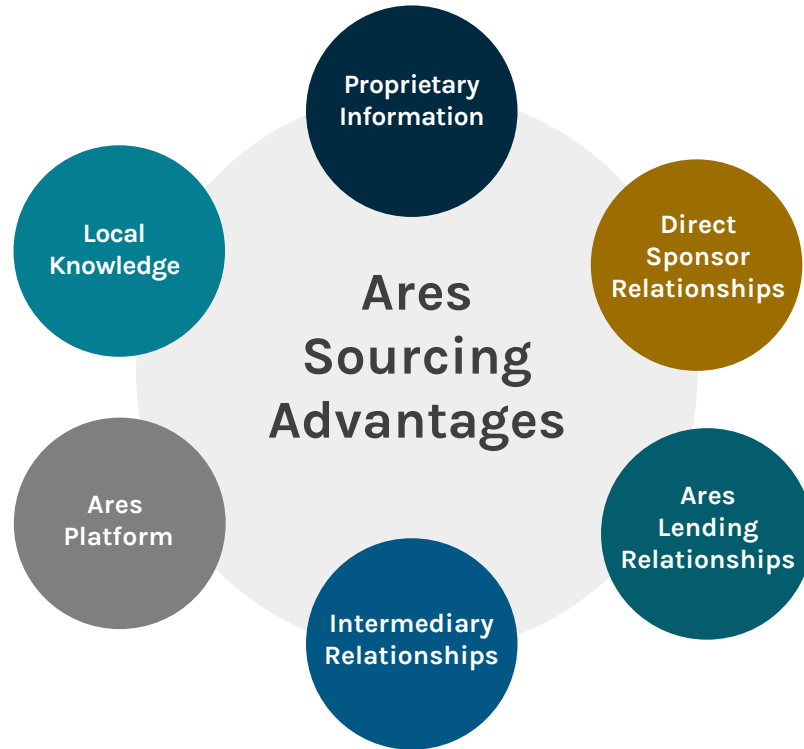 Proprietary
Information
Local
Knowledge
Direct
Sponsor
Relationships
Ares
Sourcing
Advantages
Ares
Platform
Ares
Lending
Relationships
Intermediary
Relationships